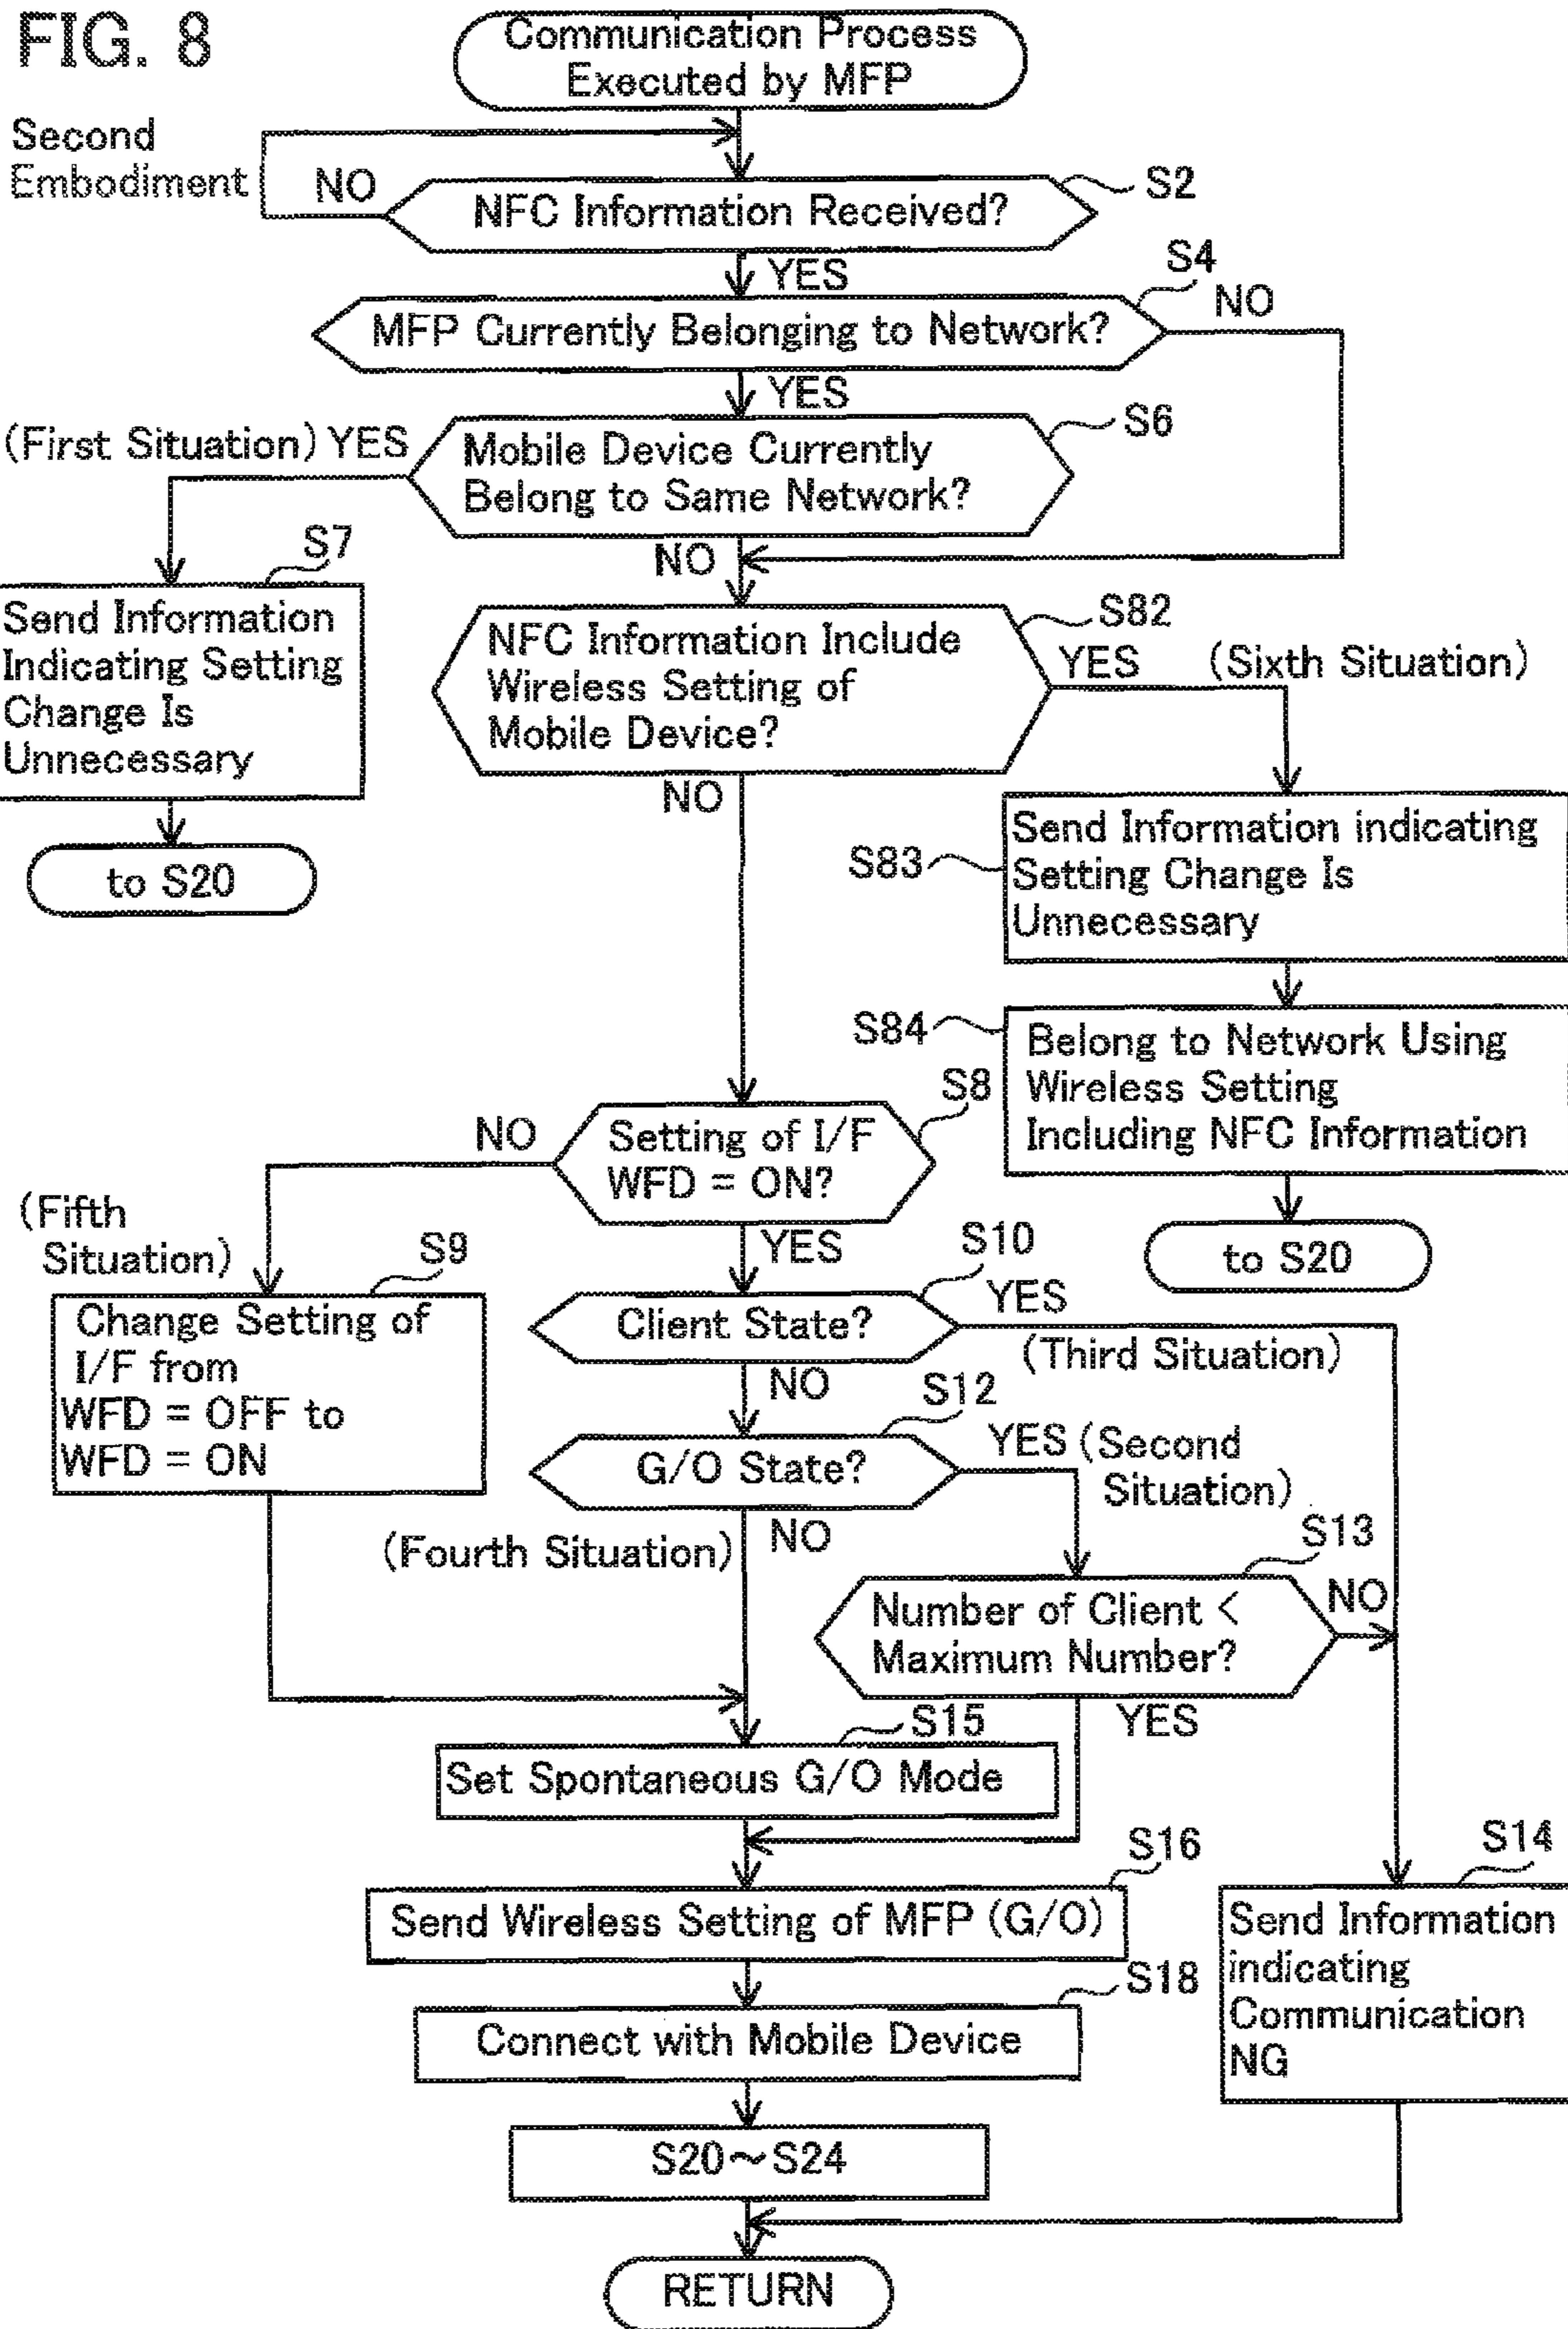 FIG. 8
Communication Process
Executed by MFP
Second
Embodiment
NO
NFC Information Received?
S2
YES
S4
NO
MFP Currently Belonging to Network?
YES
S6
(First Situation) YES
Mobile Device Currently
Belong to Same Network?
S7
NO
Send Information
Indicating Setting
Change Is
Unnecessary
to S20
S82
NFC Information Include
Wireless Setting of
Mobile Device?
YES (Sixth Situation)
NO
S83
Send Information indicating
Setting Change Is
Unnecessary
S84
Belong to Network Using
Wireless Setting
Including NFC Information
to S20
S8
NO
Setting of I/F
WFD = ON?
(Fifth
Situation)
YES
S9
Change Setting of
I/F from
WFD = OFF to
WFD = ON
S10
YES
Client State?
(Third Situation)
NO
S12
G/O State?
YES (Second
Situation)
(Fourth Situation)
NO
S13
Number of Client <
Maximum Number?
NO
YES
S15
Set Spontaneous G/O Mode
S16
Send Wireless Setting of MFP (G/O)
S14
Send Information
indicating
Communication
NG
S18
Connect with Mobile Device
S20~S24
RETURN